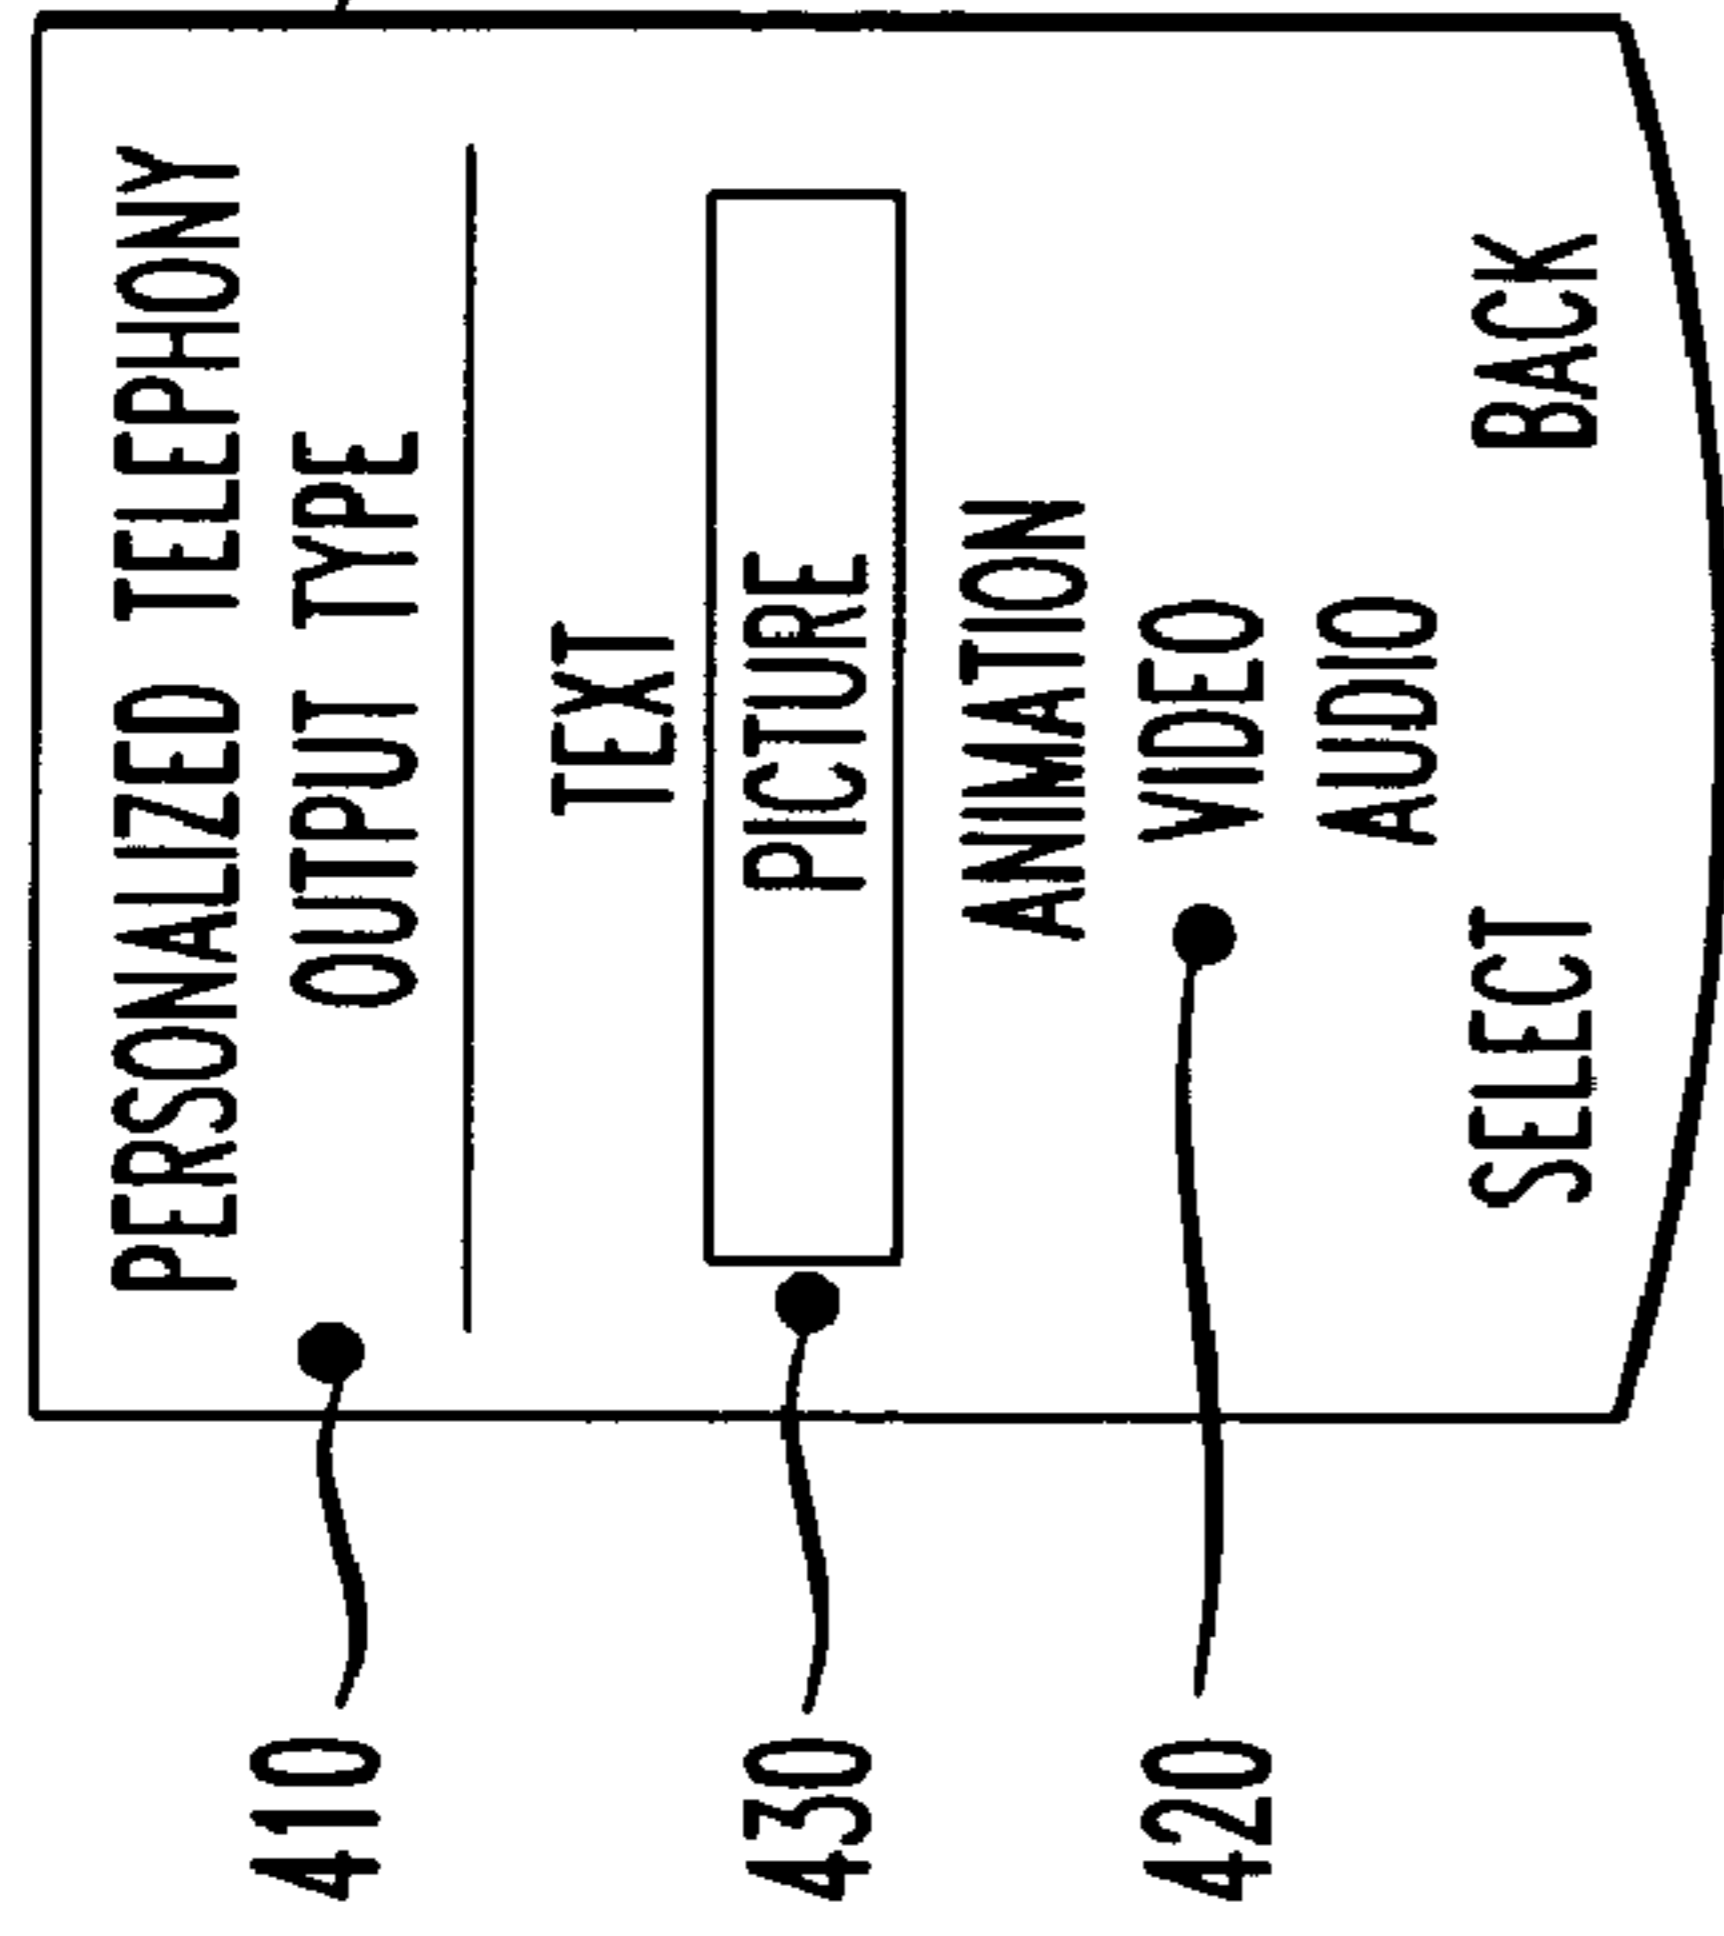 PERSONALIZED TELEPHONY
410
OUTPUT TYPE
TEXT
430
PICTURE
ANIMATION
420
VIDEO
AUDIO
SELECT BACK